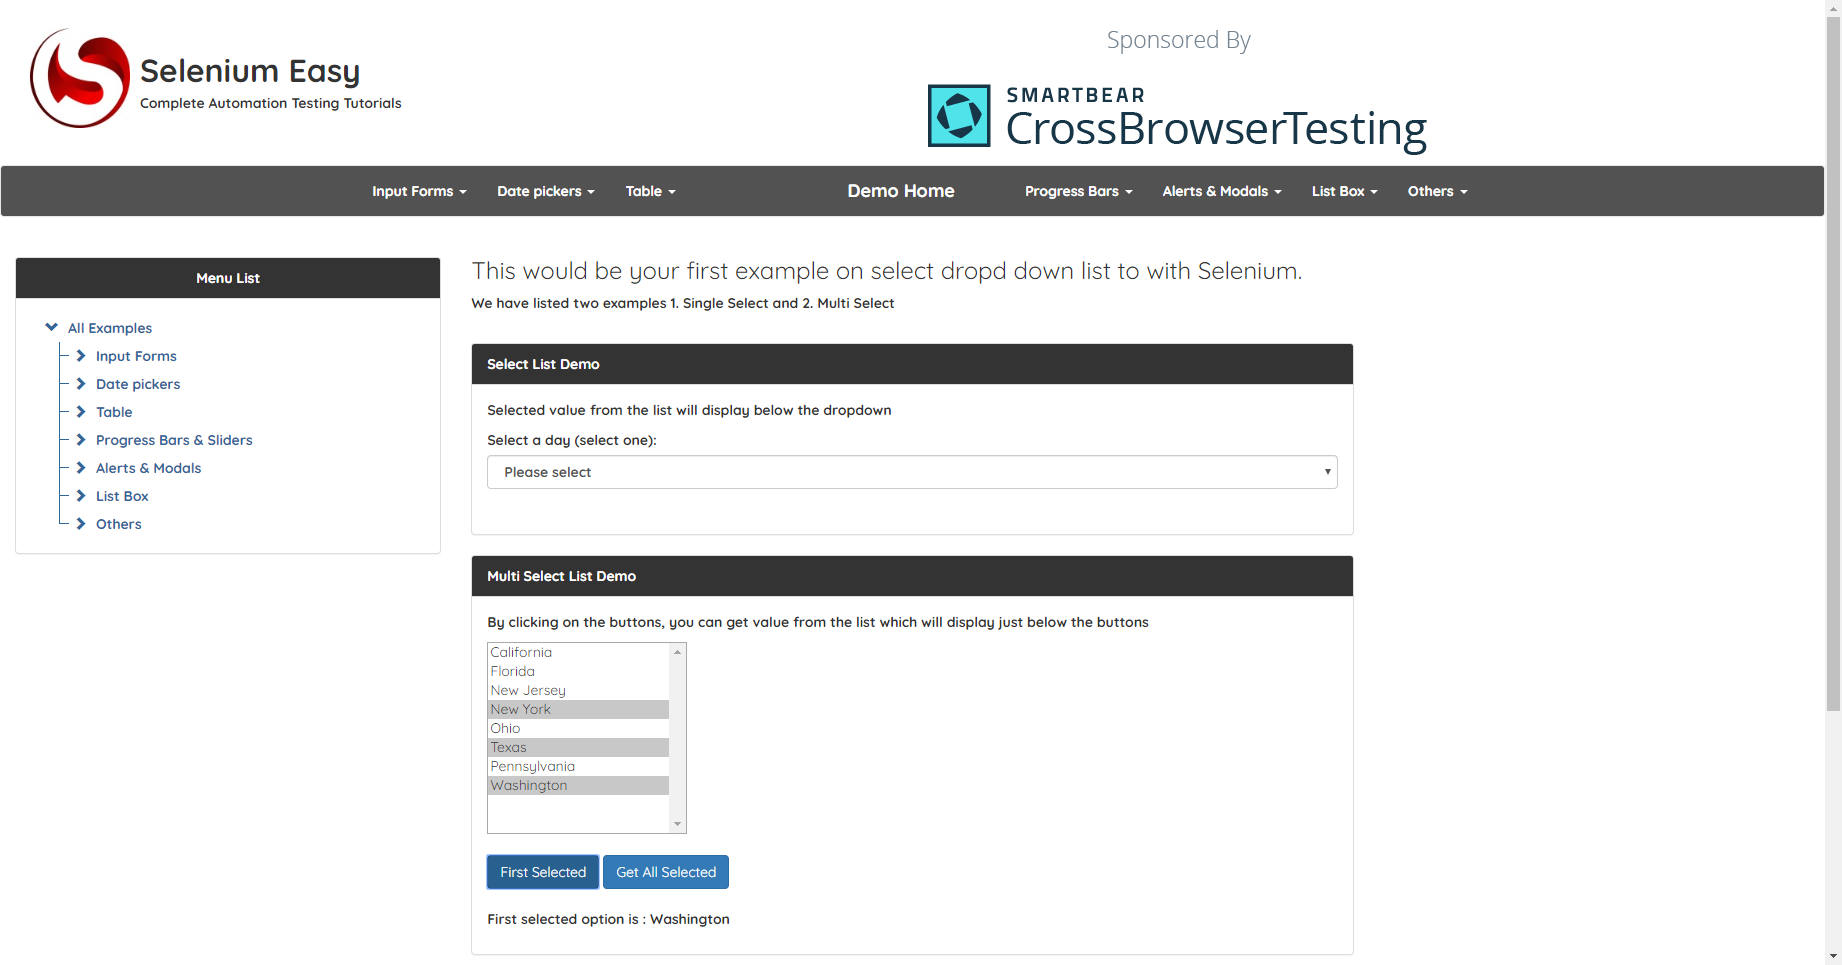 Sponsored By
Selenium Easy
Complete Automation Testing Tutorials
SMARTBEAR
CrossBrowserTesting
Input Forms Date pickers Table Demo Home Progress Bars Alerts & Modals List Box Others
Menu List
All Examples
Input Forms
Date pickers
Table
Progress Bars & Sliders
Alerts & Modals
List Box
Others
This would be your first example on select dropd down list to with Selenium.
We have listed two examples 1. Single Select and 2. Multi Select
Select List Demo
Selected value from the list will display below the dropdown
Select a day (select one):
Please select
Multi Select List Demo
By clicking on the buttons, you can get value from the list which will display just below the buttons
California
Florida
New Jersey
New York
Ohio
Texas
Pennsylvania
Washington
First Selected Get All Selected
First selected option is : Washington